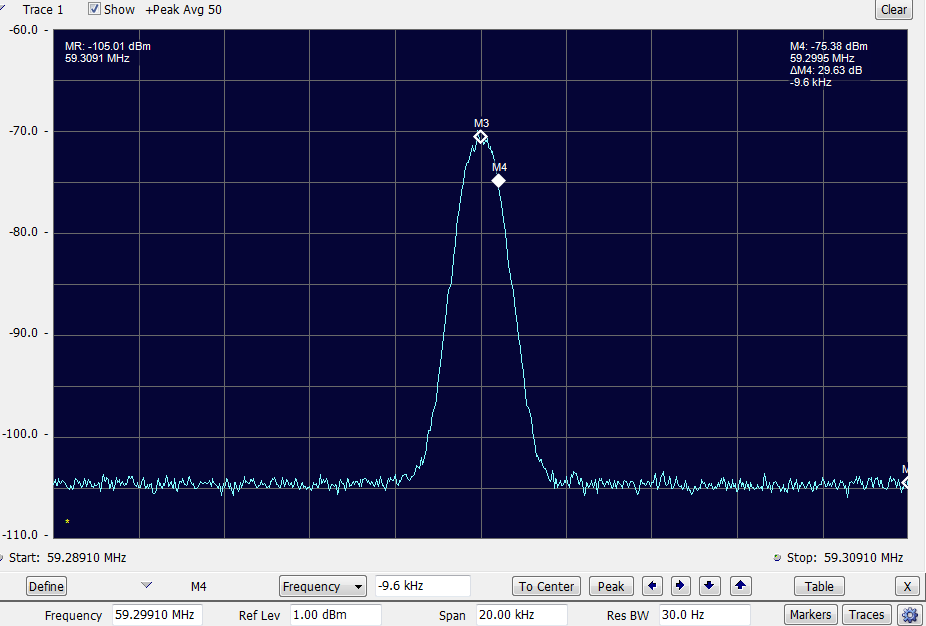 Trace 1 Show +Peak Avg 50 Clear
-60.0 -
MR: -105.01 dBm
59.3091 MHz
M4: -75.38 dBm
59.2995 MHz
ΔM4: 29.63 dB
-9.6 kHz
-70.0 -
M3
M4
-80.0 -
-90.0 -
-100.0 -
M
*
-110.0 -
Start: 59.28910 MHz Stop: 59.30910 MHz
Define M4 Frequency -9.6 kHz To Center Peak Table X
Frequency 59.29910 MHz Ref Lev 1.00 dBm Span 20.00 kHz Res BW 30.0 Hz Markers Traces